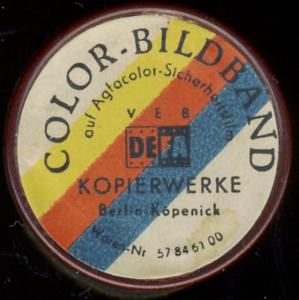 COLOR-BILDBAND
auf Agfacolor-Sicherheitsfilm
VEB
DEFA
KOPIERWERKE
Berlin-Köpenick
Waren-Nr 57 84 61 00